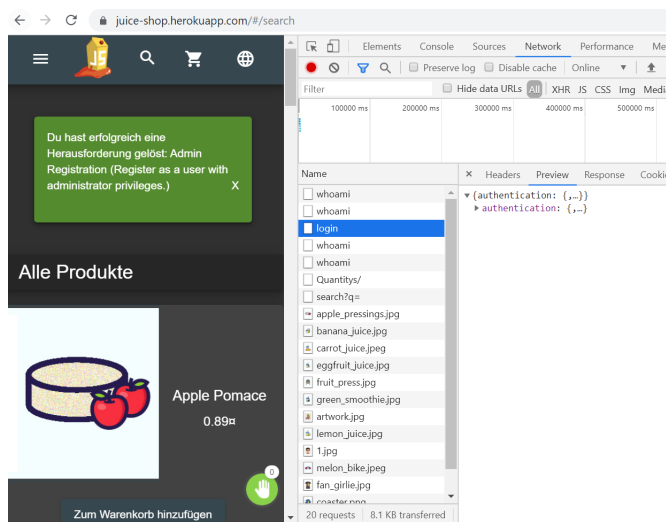 juice-shop.herokuapp.com/#/search
JS
Du hast erfolgreich eine
Herausforderung gelöst: Admin
Registration (Register as a user with
administrator privileges.)
X
Alle Produkte
Apple Pomace
0.89¤
0
Zum Warenkorb hinzufügen
Elements Console Sources Network Performance Me
Preserve log Disable cache Online
Filter Hide data URLs All XHR JS CSS Img Medi
100000 ms 200000 ms 300000 ms 400000 ms 500000 ms
Name
whoami
whoami
login
whoami
whoami
Quantitys/
search?q=
apple_pressings.jpg
banana_juice.jpg
carrot_juice.jpeg
eggfruit_juice.jpg
fruit_press.jpg
green_smoothie.jpg
artwork.jpg
lemon_juice.jpg
1.jpg
melon_bike.jpeg
fan_girlie.jpg
coaster.png
20 requests 8.1 KB transferred
× Headers Preview Response Cooki
{authentication: {,…}}
authentication: {,…}